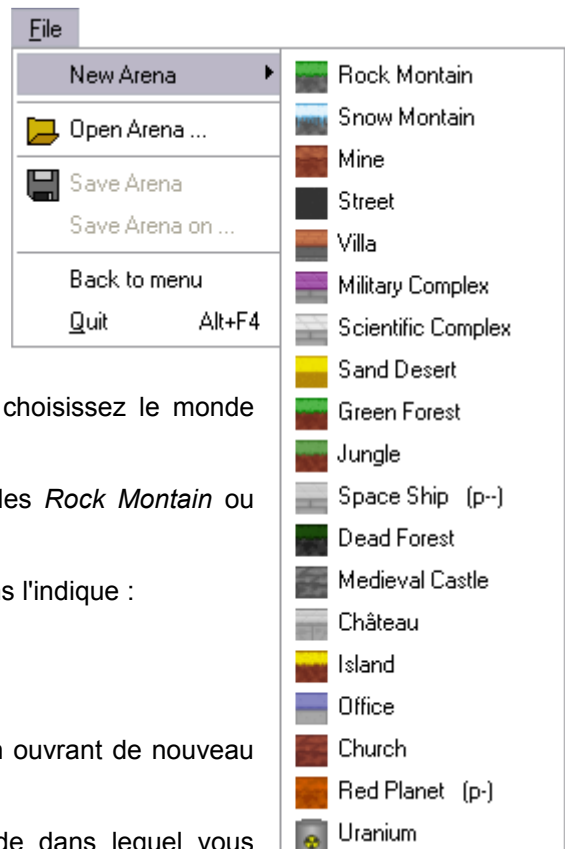 File
New Arena
Open Arena ...
Save Arena
Save Arena on ...
Back to menu
Quit Alt+F4
Rock Montain
Snow Montain
Mine
Street
Villa
Military Complex
Scientific Complex
Sand Desert
Green Forest
Jungle
Space Ship (p--)
Dead Forest
Medieval Castle
Château
Island
Office
Church
Red Planet (p-)
Uranium
choisissez le monde
les Rock Montain ou
s l'indique :
n ouvrant de nouveau
de dans lequel vous